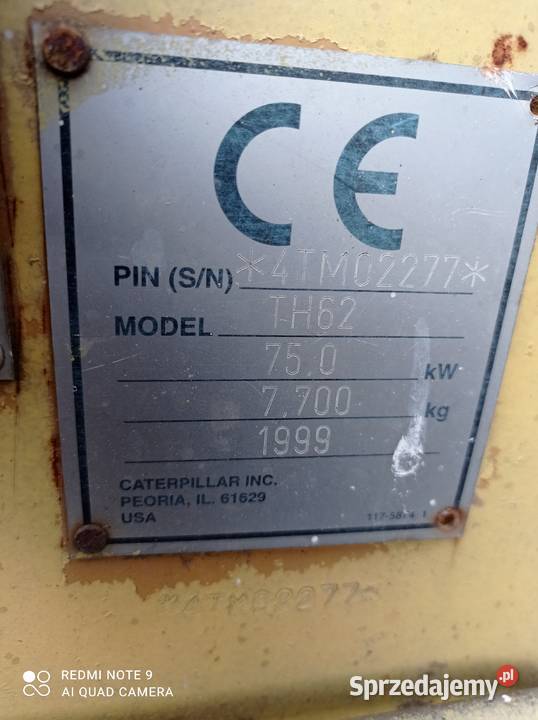 CE
PIN (S/N) *4TM02277*
MODEL TH62
75.0 kW
7,700 kg
1999
CATERPILLAR INC.
PEORIA, IL. 61629
USA
*4TM02277*
REDMI NOTE 9
AI QUAD CAMERA
Sprzedajemy.pl